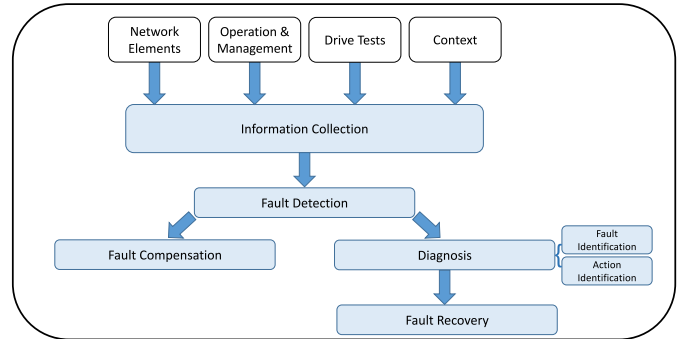 Network
Elements
Operation &
Management
Drive Tests
Context
Information Collection
Fault Detection
Fault Compensation
Diagnosis
Fault
Identification
Action
Identification
Fault Recovery